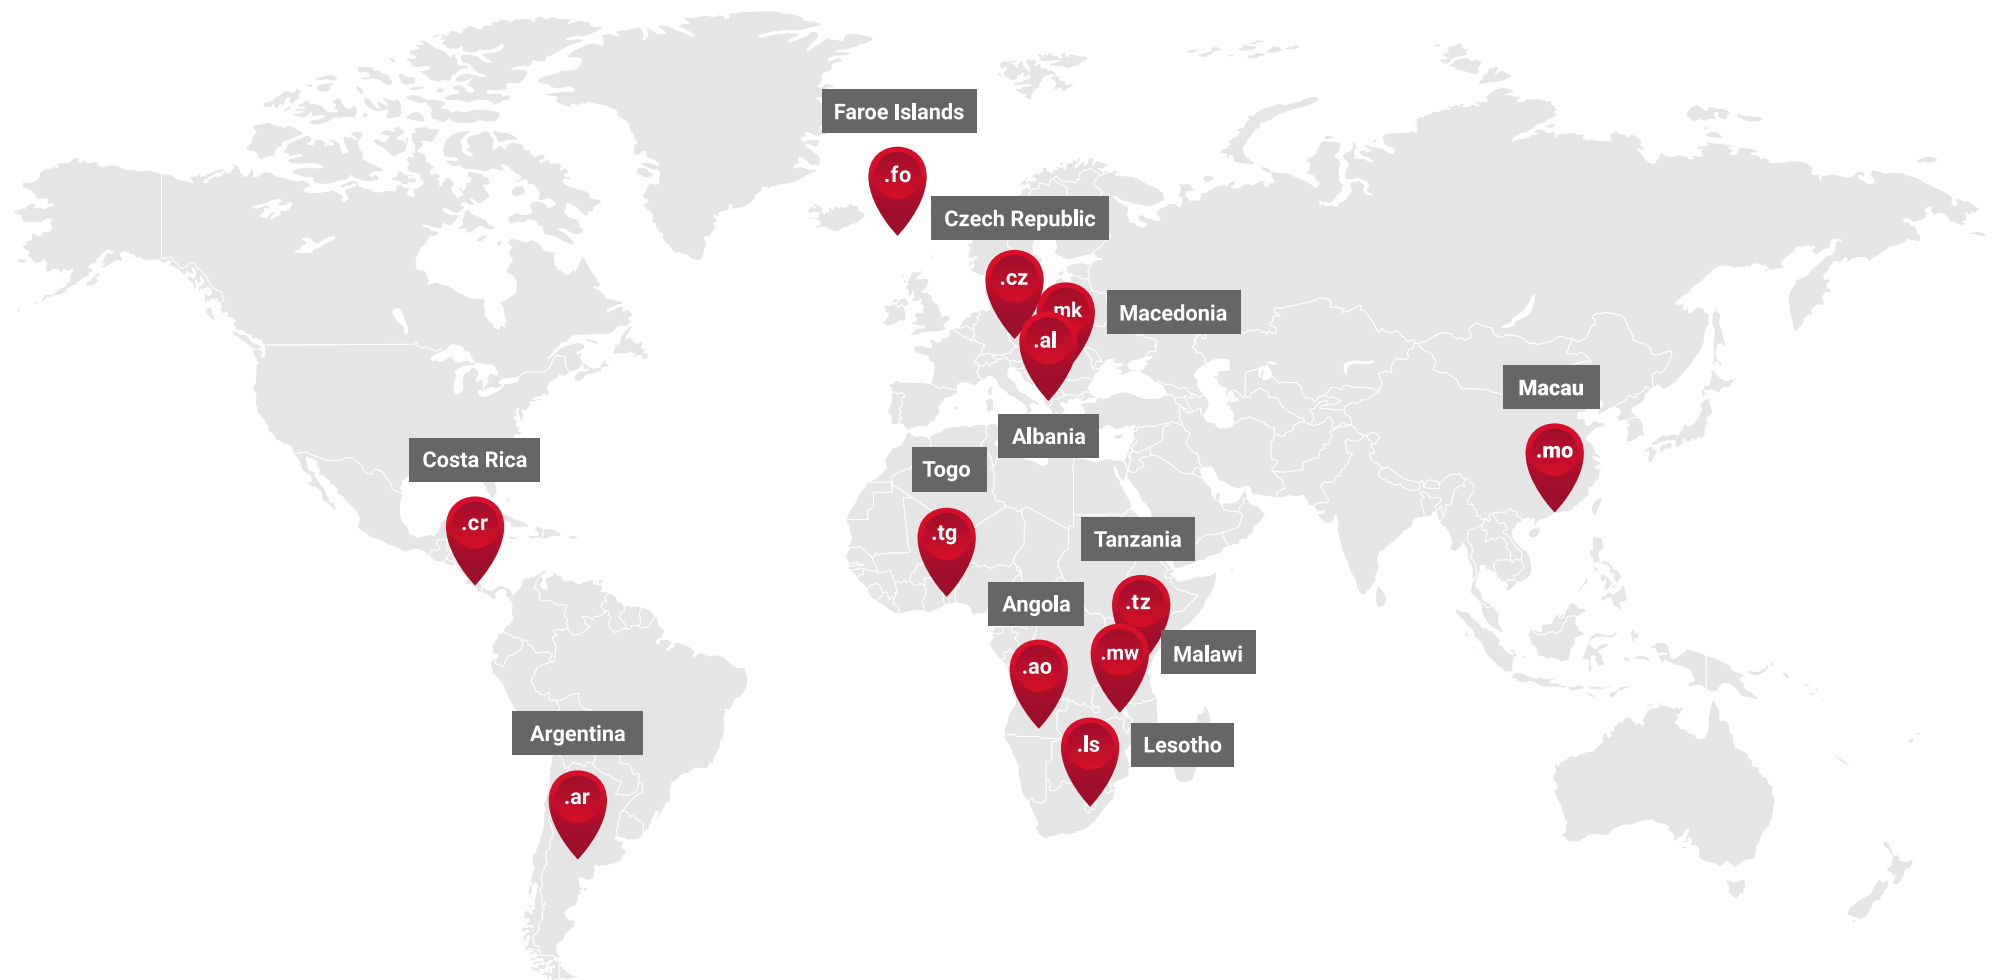 Faroe Islands
.fo
Czech Republic
.cz
mk
Macedonia
.al
Albania
Macau
.mo
Costa Rica
.cr
Togo
.tg
Tanzania
.tz
Angola
.ao
.mw
Malawi
Argentina
.ar
.ls
Lesotho